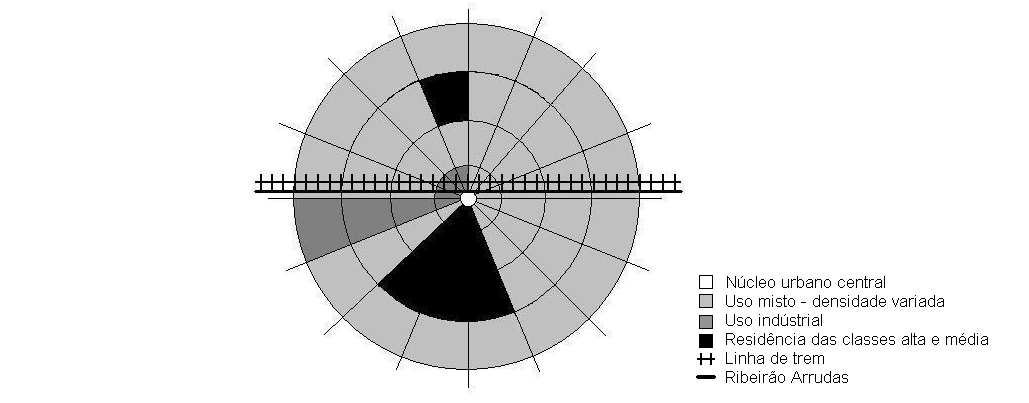 Núcleo urbano central
Uso misto - densidade variada
Uso indústrial
Residência das classes alta e média
Linha de trem
Ribeirão Arrudas